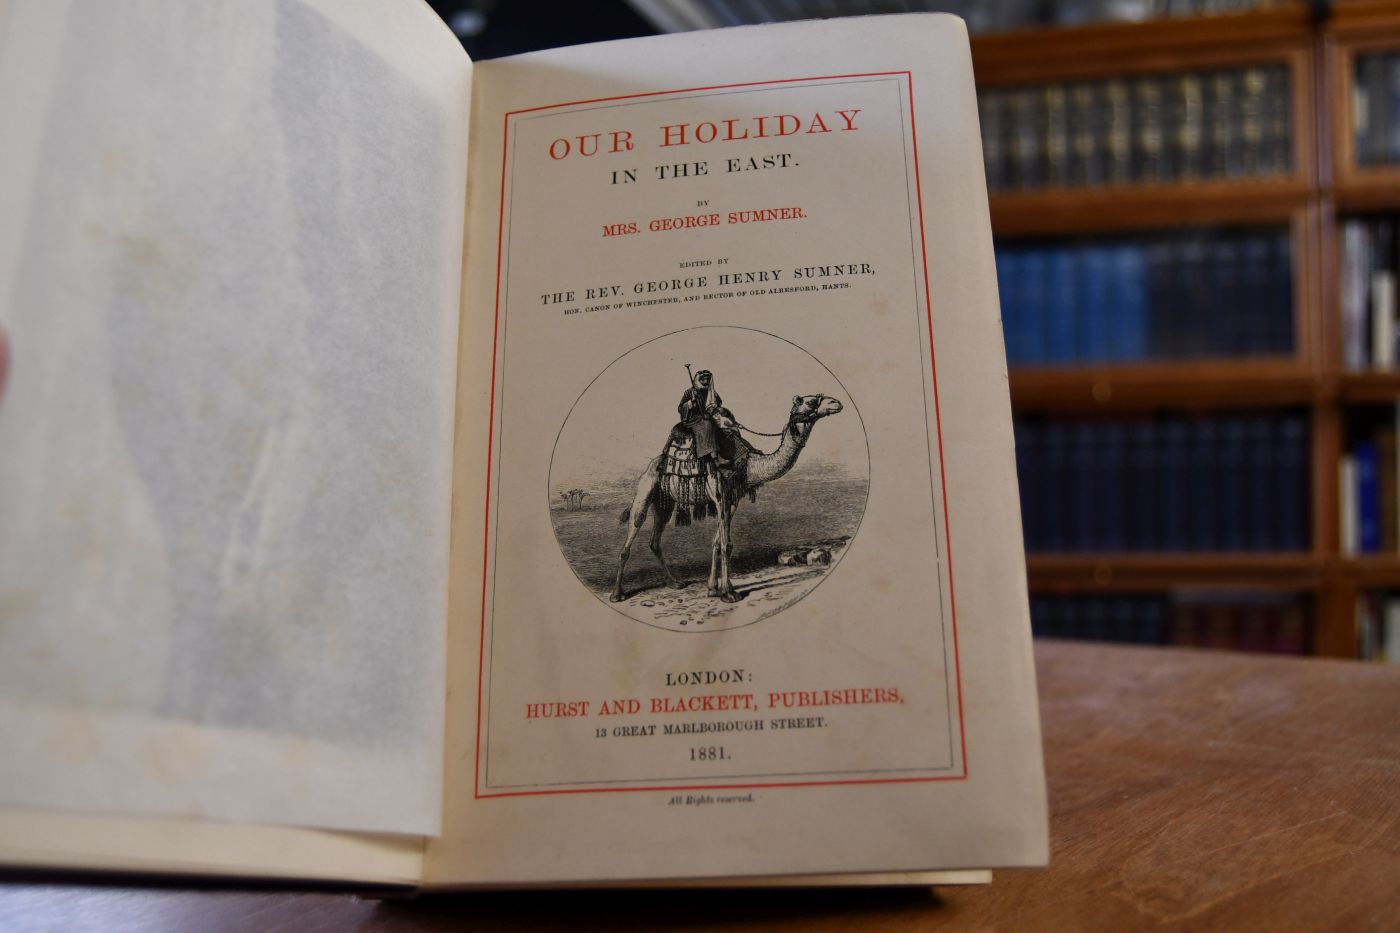 OUR HOLIDAY
IN THE EAST.
BY
MRS. GEORGE SUMNER.
EDITED BY
THE REV. GEORGE HENRY SUMNER,
HON. CANON OF WINCHESTER, AND RECTOR OF OLD ALRESFORD, HANTS.
LONDON:
HURST AND BLACKETT, PUBLISHERS,
13 GREAT MARLBOROUGH STREET.
1881.
All Rights reserved.